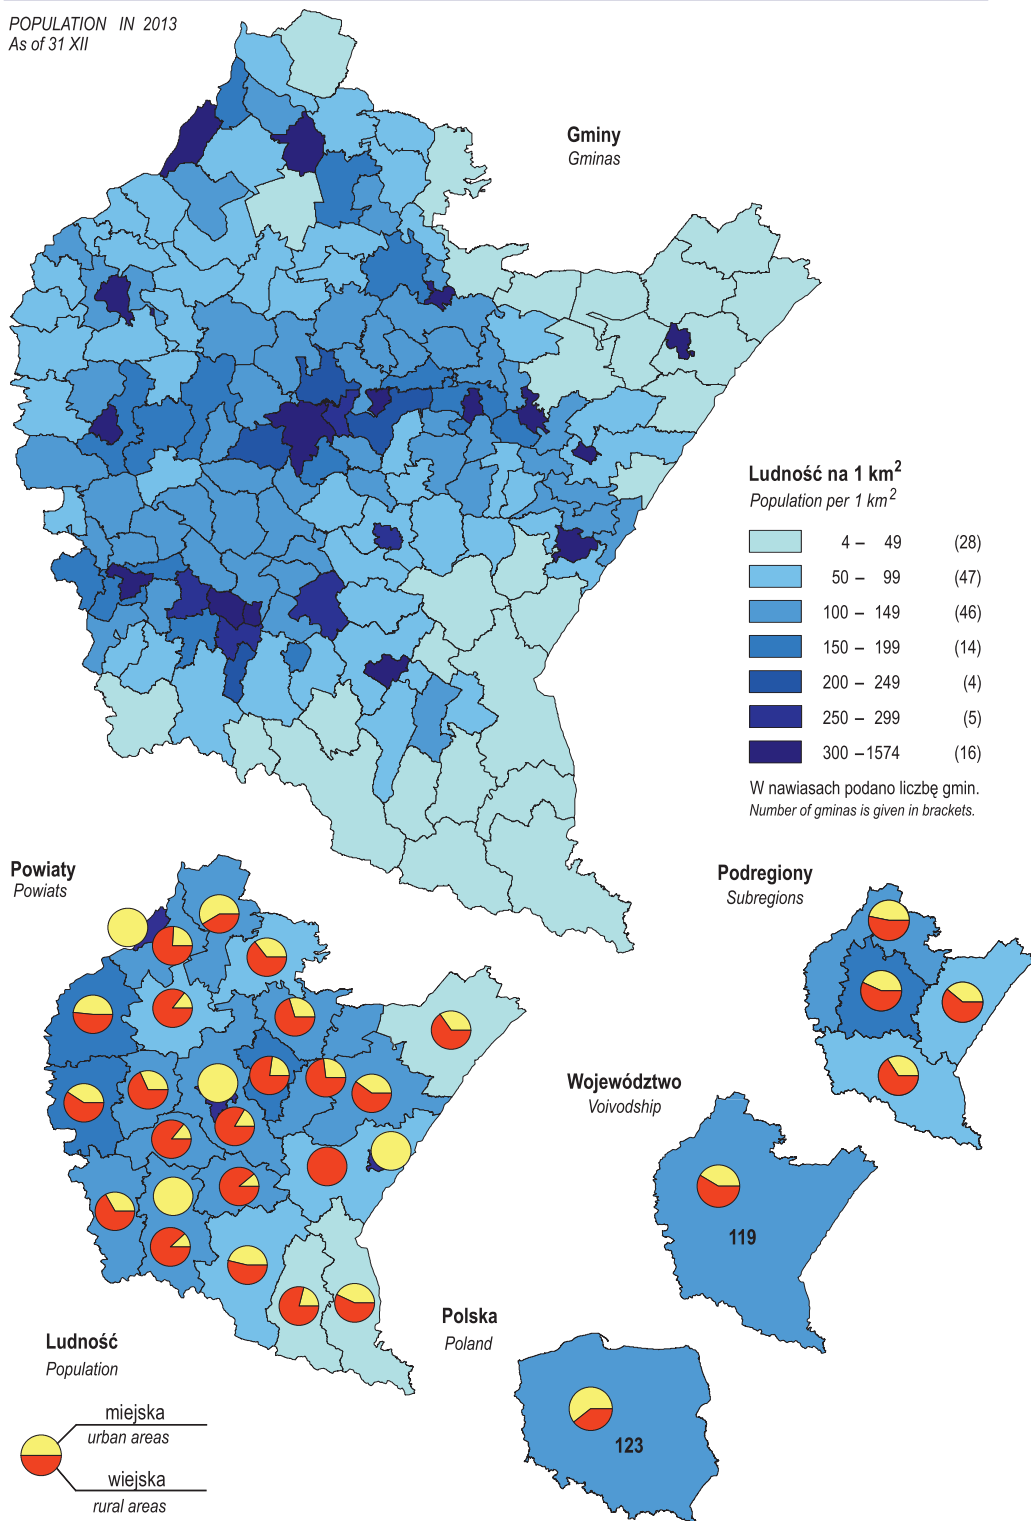 POPULATION IN 2013
As of 31 XII
Gminy
Gminas
Ludność na 1 km²
Population per 1 km²
4 – 49 (28)
50 – 99 (47)
100 – 149 (46)
150 – 199 (14)
200 – 249 (4)
250 – 299 (5)
300 – 1574 (16)
W nawiasach podano liczbę gmin.
Number of gminas is given in brackets.
Powiaty
Powiats
Podregiony
Subregions
Województwo
Voivodship
119
Polska
Poland
123
Ludność
Population
miejska
urban areas
wiejska
rural areas